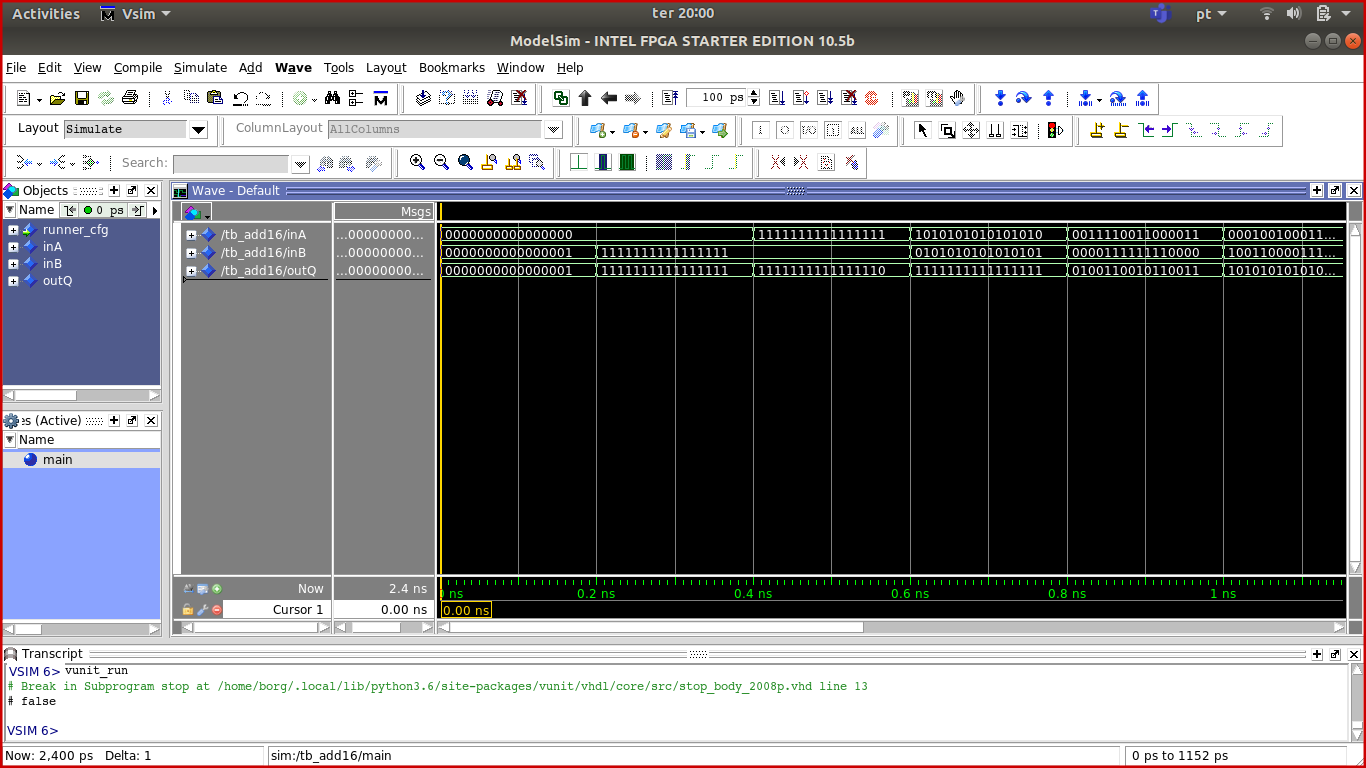 Activities Vsim ter 20:00 pt
ModelSim - INTEL FPGA STARTER EDITION 10.5b
File Edit View Compile Simulate Add Wave Tools Layout Bookmarks Window Help
100 ps
Layout Simulate ColumnLayout AllColumns ALL
Search:
Objects
Name 0 ps
runner_cfg
inA
inB
outQ
es (Active)
Name
main
Wave - Default
Msgs
/tb_add16/inA ...00000000... 0000000000000000 1111111111111111 1010101010101010 0011110011000011 000100100011...
/tb_add16/inB ...00000000... 0000000000000001 1111111111111111 0101010101010101 0000111111110000 100110000111...
/tb_add16/outQ ...00000000... 0000000000000001 1111111111111111 1111111111111110 1111111111111111 0100110010110011 101010101010...
Now 2.4 ns ns 0.2 ns 0.4 ns 0.6 ns 0.8 ns 1 ns
Cursor 1 0.00 ns 0.00 ns
Transcript
VSIM 6> vunit_run
# Break in Subprogram stop at /home/borg/.local/lib/python3.6/site-packages/vunit/vhdl/core/src/stop_body_2008p.vhd line 13
# false
VSIM 6>
Now: 2,400 ps Delta: 1 sim:/tb_add16/main 0 ps to 1152 ps